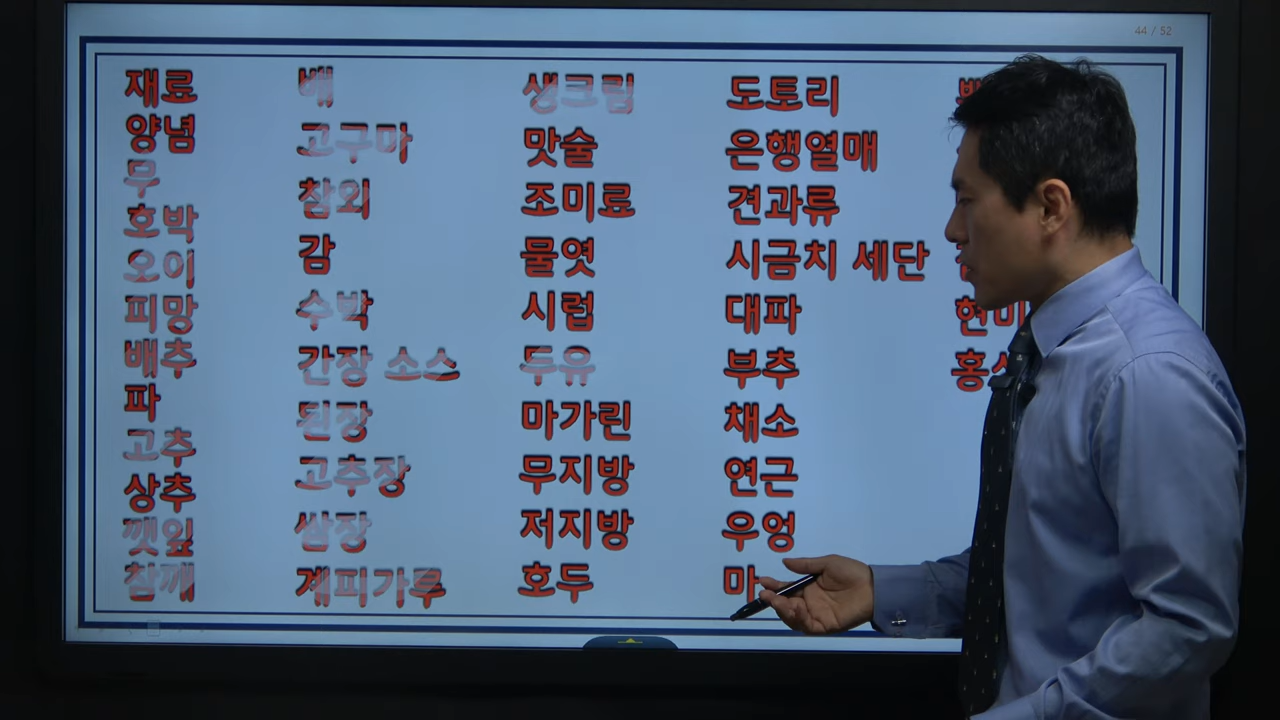 44 / 52
재료
양념
무
호박
오이
피망
배추
파
고추
상추
깻잎
참깨
배
고구마
참외
감
수박
간장 소스
된장
고추장
쌈장
계피가루
생크림
맛술
조미료
물엿
시럽
두유
마가린
무지방
저지방
호두
도토리
은행열매
견과류
시금치 세단
대파
부추
채소
연근
우엉
마
현미